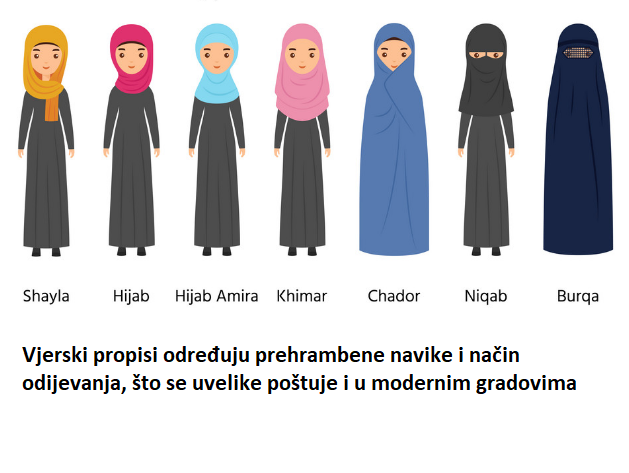 Shayla Hijab Hijab Amira Khimar Chador Niqab Burqa
Vjerski propisi određuju prehrambene navike i način
odijevanja, što se uvelike poštuje i u modernim gradovima